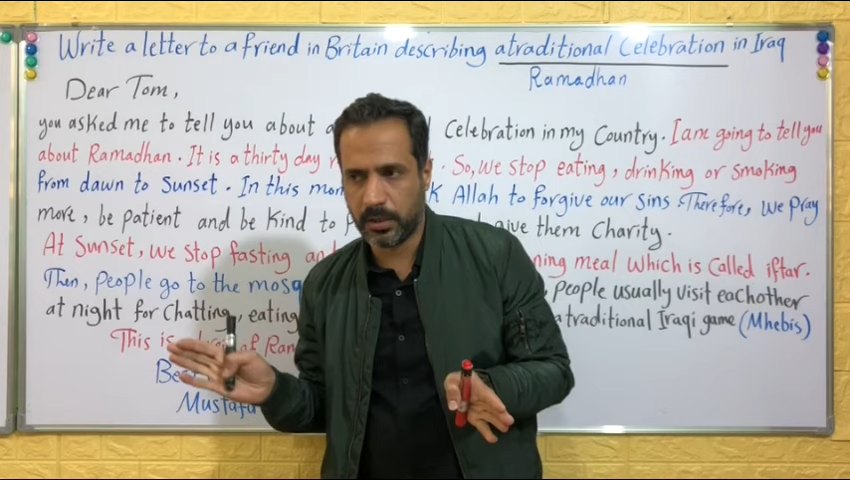 Write a letter to a friend in Britain describing atraditional Celebration in Iraq
Ramadhan
Dear Tom,
you asked me to tell you about a Celebration in my Country. I am going to tell you
about Ramadhan. It is a thirty day So, we stop eating, drinking or smoking
from dawn to Sunset. In this Allah to forgive our sins. Therefore, we pray
more, be patient and be kind to give them Charity.
At Sunset, we stop fasting meal which is called iftar.
Then, people go to the people usually visit eachother
at night for Chatting, eating atraditional Iraqi game (Mhebis)
This is of
Mustafa